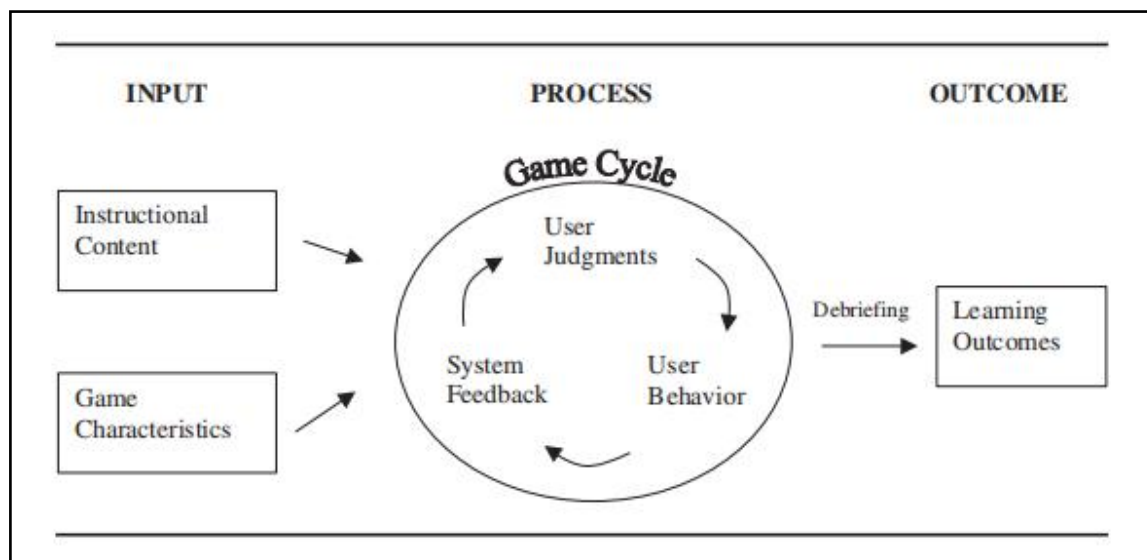 INPUT
PROCESS
OUTCOME
Game Cycle
Instructional
Content
Game
Characteristics
User
Judgments
User
Behavior
System
Feedback
Debriefing
Learning
Outcomes